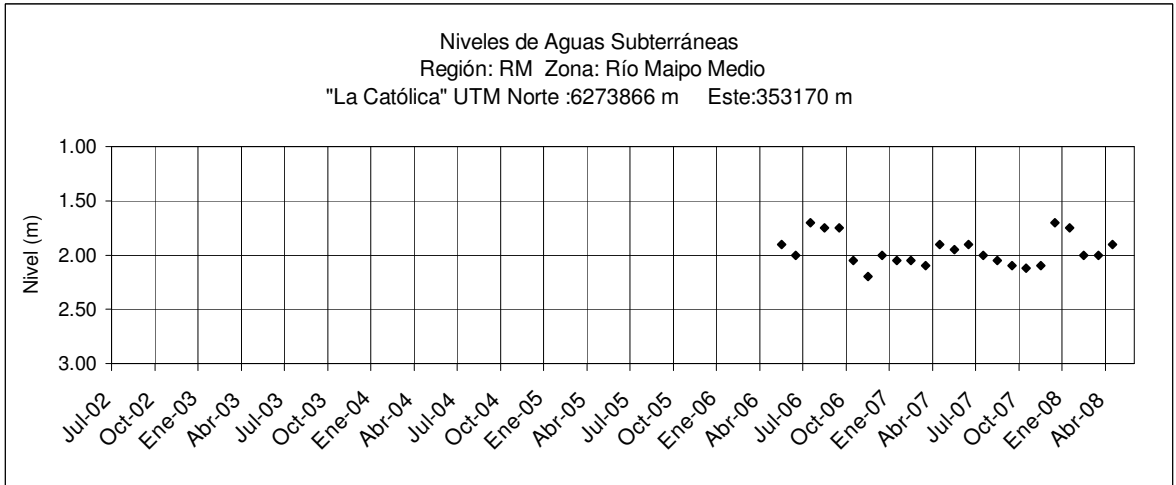 Niveles de Aguas Subterráneas
Región: RM  Zona: Río Maipo Medio
"La Católica" UTM Norte :6273866 m     Este:353170 m
Nivel (m)
1.00
1.50
2.00
2.50
3.00
Jul-02
Oct-02
Ene-03
Abr-03
Jul-03
Oct-03
Ene-04
Abr-04
Jul-04
Oct-04
Ene-05
Abr-05
Jul-05
Oct-05
Ene-06
Abr-06
Jul-06
Oct-06
Ene-07
Abr-07
Jul-07
Oct-07
Ene-08
Abr-08